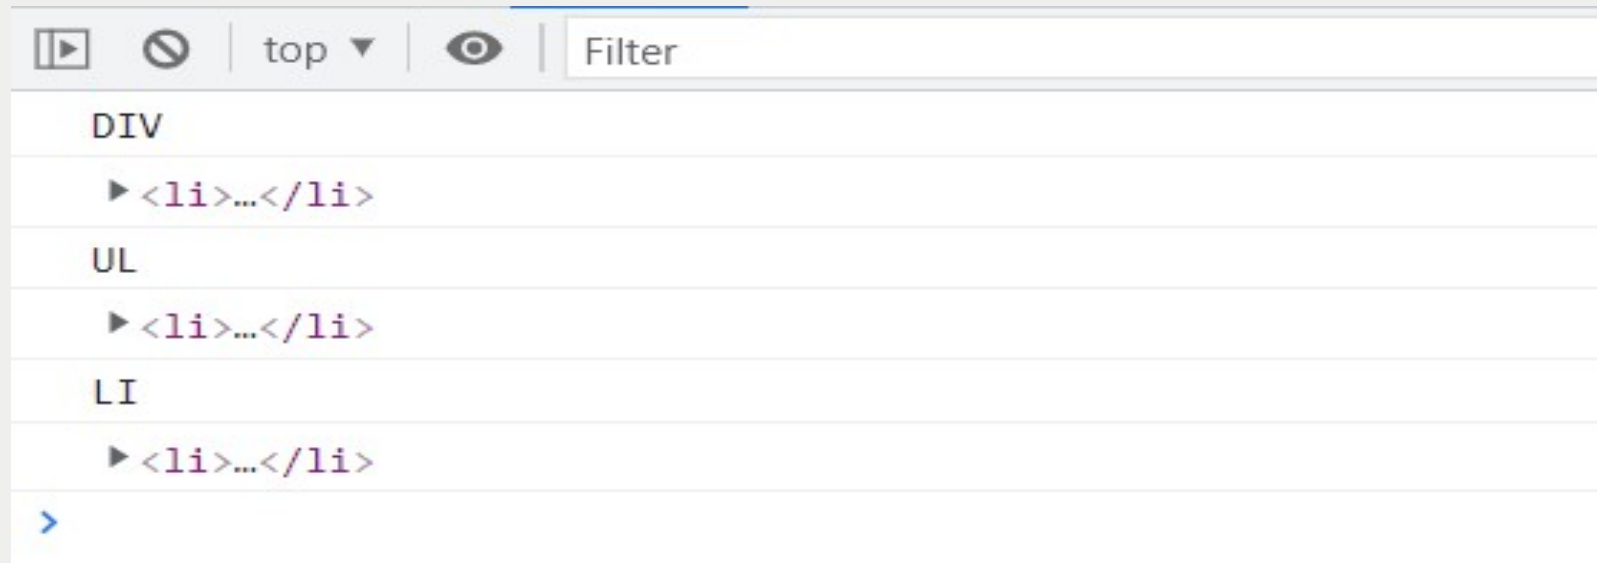 top Filter
DIV
<li>…</li>
UL
<li>…</li>
LI
<li>…</li>